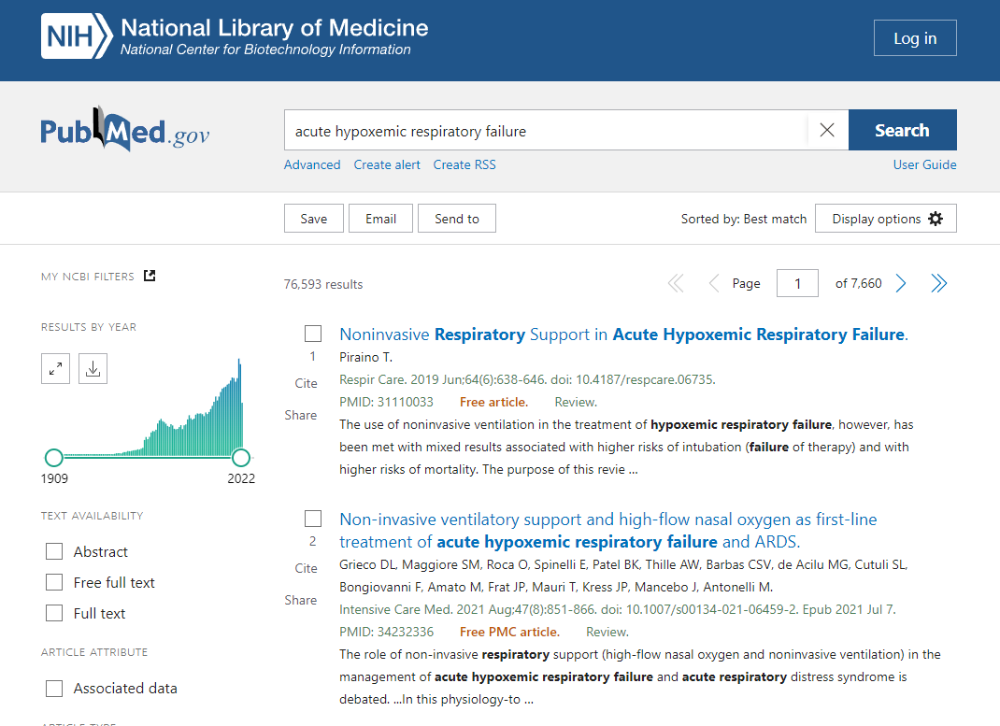 NIH National Library of Medicine
National Center for Biotechnology Information
Log in
PubMed.gov
acute hypoxemic respiratory failure
Search
Advanced Create alert Create RSS
User Guide
Save Email Send to
Sorted by: Best match Display options
MY NCBI FILTERS
76,593 results
Page 1 of 7,660
RESULTS BY YEAR
1909 2022
TEXT AVAILABILITY
Abstract
Free full text
Full text
ARTICLE ATTRIBUTE
Associated data
ARTICLE TYPE
Noninvasive Respiratory Support in Acute Hypoxemic Respiratory Failure.
1
Cite
Share
Piraino T.
Respir Care. 2019 Jun;64(6):638-646. doi: 10.4187/respcare.06735.
PMID: 31110033 Free article. Review.
The use of noninvasive ventilation in the treatment of hypoxemic respiratory failure, however, has
been met with mixed results associated with higher risks of intubation (failure of therapy) and with
higher risks of mortality. The purpose of this revie ...
Non-invasive ventilatory support and high-flow nasal oxygen as first-line
treatment of acute hypoxemic respiratory failure and ARDS.
2
Cite
Share
Grieco DL, Maggiore SM, Roca O, Spinelli E, Patel BK, Thille AW, Barbas CSV, de Acilu MG, Cutuli SL,
Bongiovanni F, Amato M, Frat JP, Mauri T, Kress JP, Mancebo J, Antonelli M.
Intensive Care Med. 2021 Aug;47(8):851-866. doi: 10.1007/s00134-021-06459-2. Epub 2021 Jul 7.
PMID: 34232336 Free PMC article. Review.
The role of non-invasive respiratory support (high-flow nasal oxygen and noninvasive ventilation) in the
management of acute hypoxemic respiratory failure and acute respiratory distress syndrome is
debated. ...In this physiology-to ...